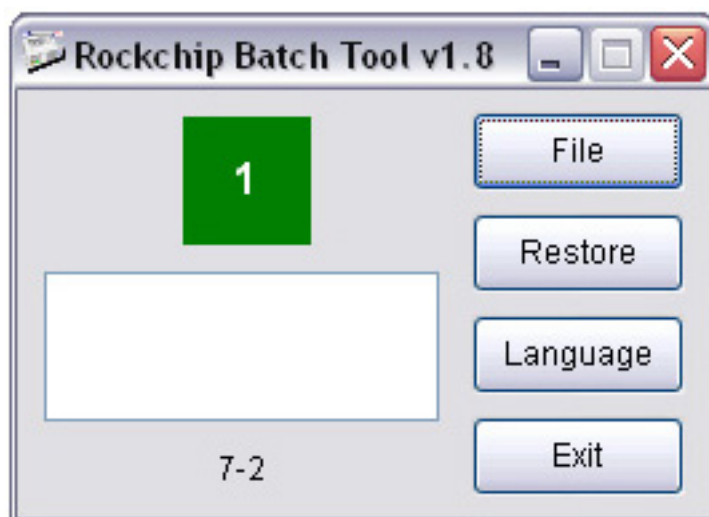 Rockchip Batch Tool v1.8
1
File
Restore
Language
7-2
Exit